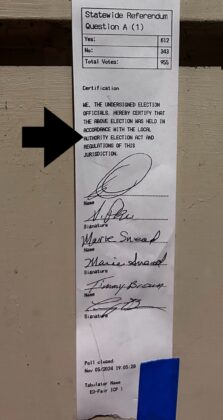 Statewide Referendum
Question A (1)
Yes: 612
No: 343
Total Votes: 955
Certification
WE, THE UNDERSIGNED ELECTION
OFFICIALS, HEREBY CERTIFY THAT
THE ABOVE ELECTION WAS HELD IN
ACCORDANCE WITH THE LOCAL
AUTHORITY ELECTION ACT AND
REGULATIONS OF THIS
JURISDICTION.
Name
Signature
Marie
Name
Marie
Signature
Timmy Brown
Name
Signature
Poll closed:
Nov 05/2024 19:05:20
Tabulator Name